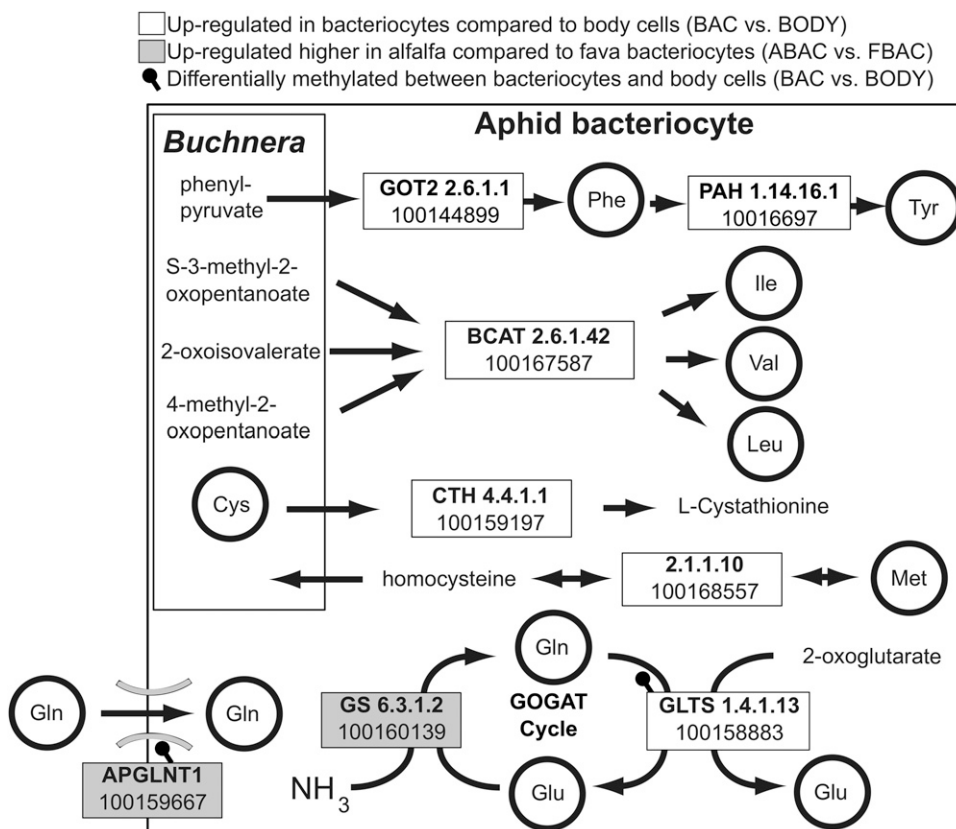 Up-regulated in bacteriocytes compared to body cells (BAC vs. BODY)
Up-regulated higher in alfalfa compared to fava bacteriocytes (ABAC vs. FBAC)
Differentially methylated between bacteriocytes and body cells (BAC vs. BODY)
Aphid bacteriocyte
Buchnera
phenyl-
pyruvate
GOT2 2.6.1.1
100144899
Phe
PAH 1.14.16.1
10016697
Tyr
S-3-methyl-2-
oxopentanoate
2-oxoisovalerate
4-methyl-2-
oxopentanoate
BCAT 2.6.1.42
100167587
Ile
Val
Leu
Cys
CTH 4.4.1.1
100159197
L-Cystathionine
homocysteine
2.1.1.10
100168557
Met
Gln
Gln
APGLNT1
100159667
GS 6.3.1.2
100160139
NH3
Gln
GOGAT
Cycle
Glu
2-oxoglutarate
GLTS 1.4.1.13
100158883
Glu